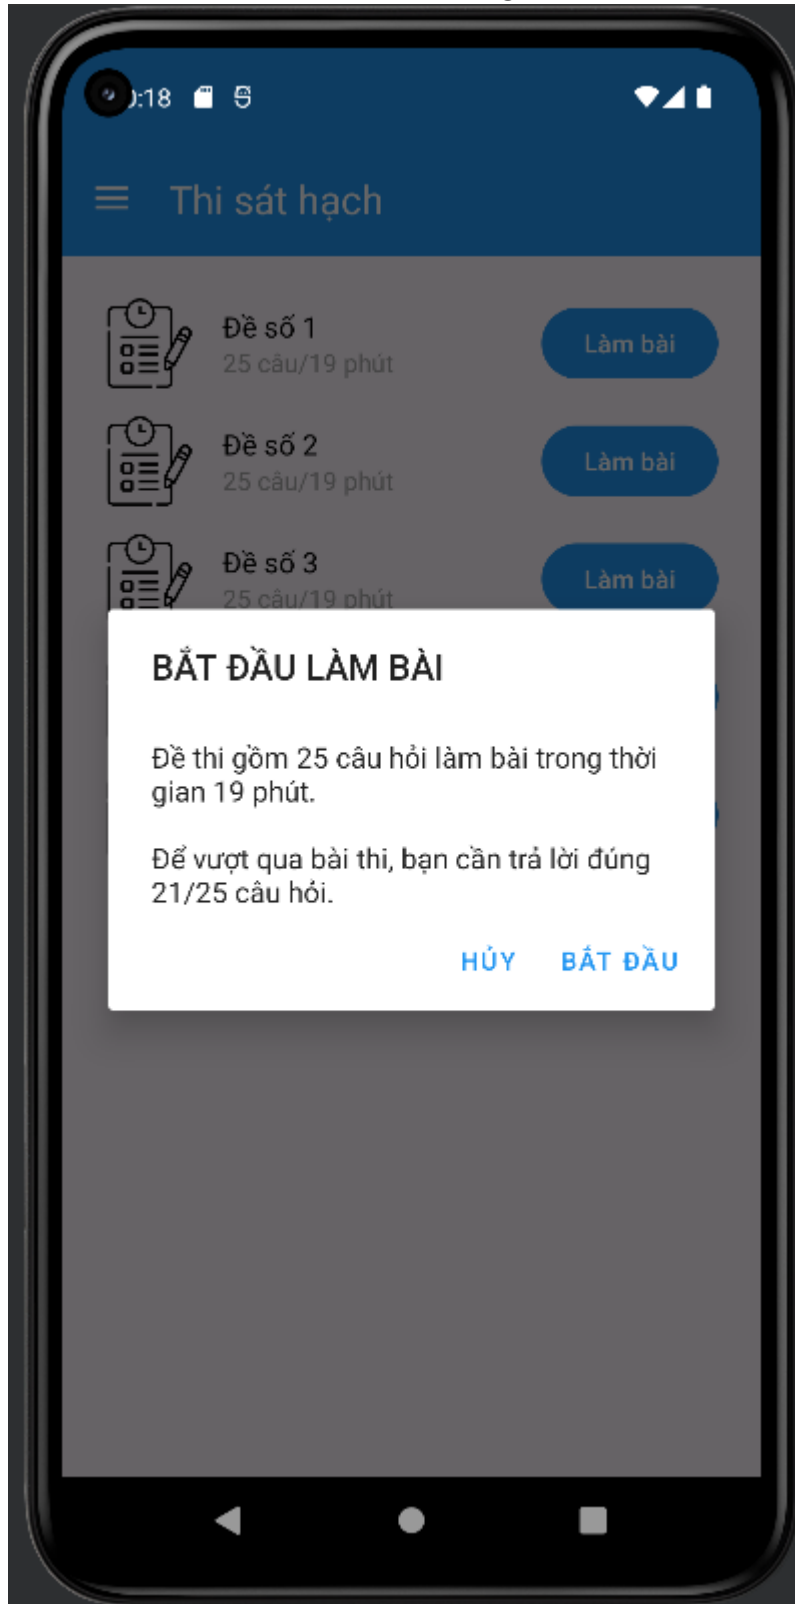 :18
Thi sát hạch
Đề số 1
25 câu/19 phút
Làm bài
Đề số 2
25 câu/19 phút
Làm bài
Đề số 3
25 câu/19 phút
Làm bài
BẮT ĐẦU LÀM BÀI
Đề thi gồm 25 câu hỏi làm bài trong thời
gian 19 phút.
Để vượt qua bài thi, bạn cần trả lời đúng
21/25 câu hỏi.
HỦY
BẮT ĐẦU